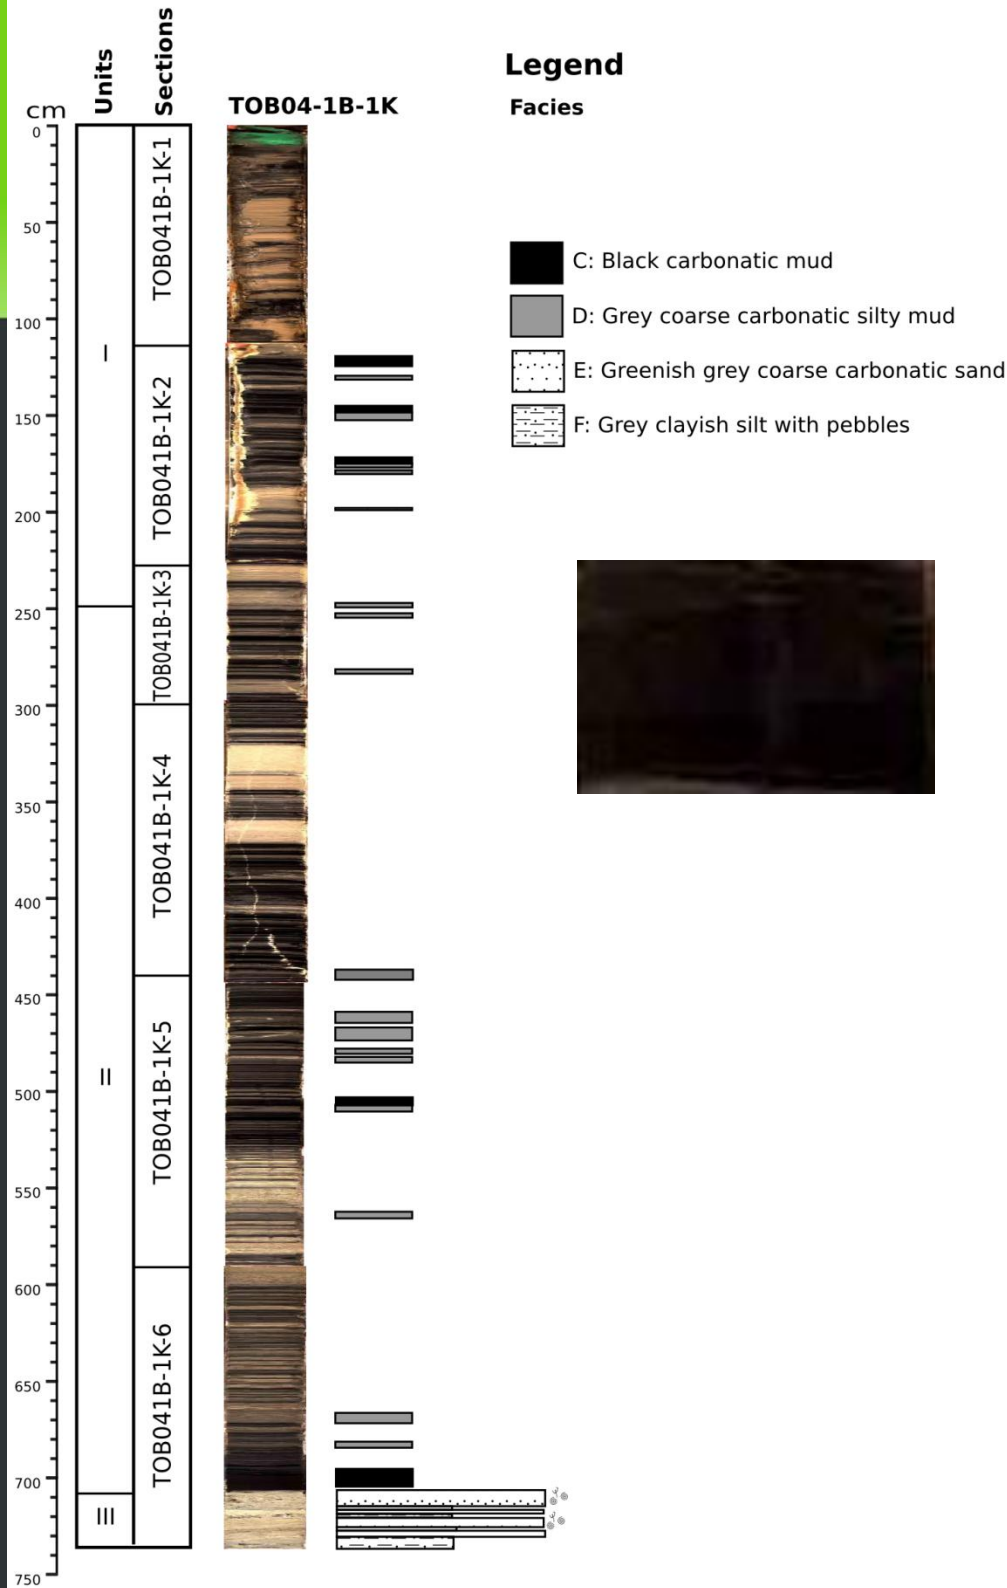 Legend
Facies
Units
Sections
TOB04-1B-1K
cm
0
50
100
150
200
250
300
350
400
450
500
550
600
650
700
750
I
II
III
TOB041B-1K-1
TOB041B-1K-2
TOB041B-1K-3
TOB041B-1K-4
TOB041B-1K-5
TOB041B-1K-6
C: Black carbonatic mud
D: Grey coarse carbonatic silty mud
E: Greenish grey coarse carbonatic sand
F: Grey clayish silt with pebbles